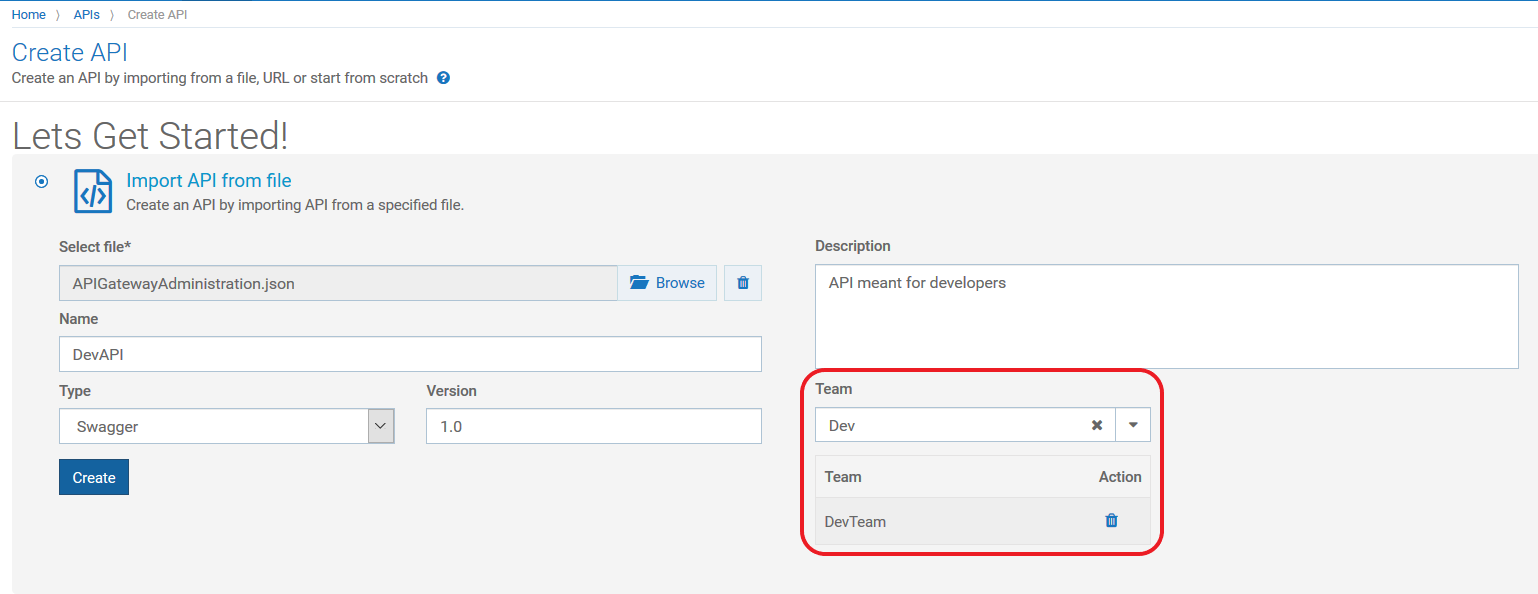 Home 〉 APIs 〉 Create API
Create API
Create an API by importing from a file, URL or start from scratch ?
Lets Get Started!
Import API from file
Create an API by importing API from a specified file.
Select file*
APIGatewayAdministration.json Browse
Name
DevAPI
Type Version
Swagger 1.0
Create
Description
API meant for developers
Team
Dev
Team Action
DevTeam